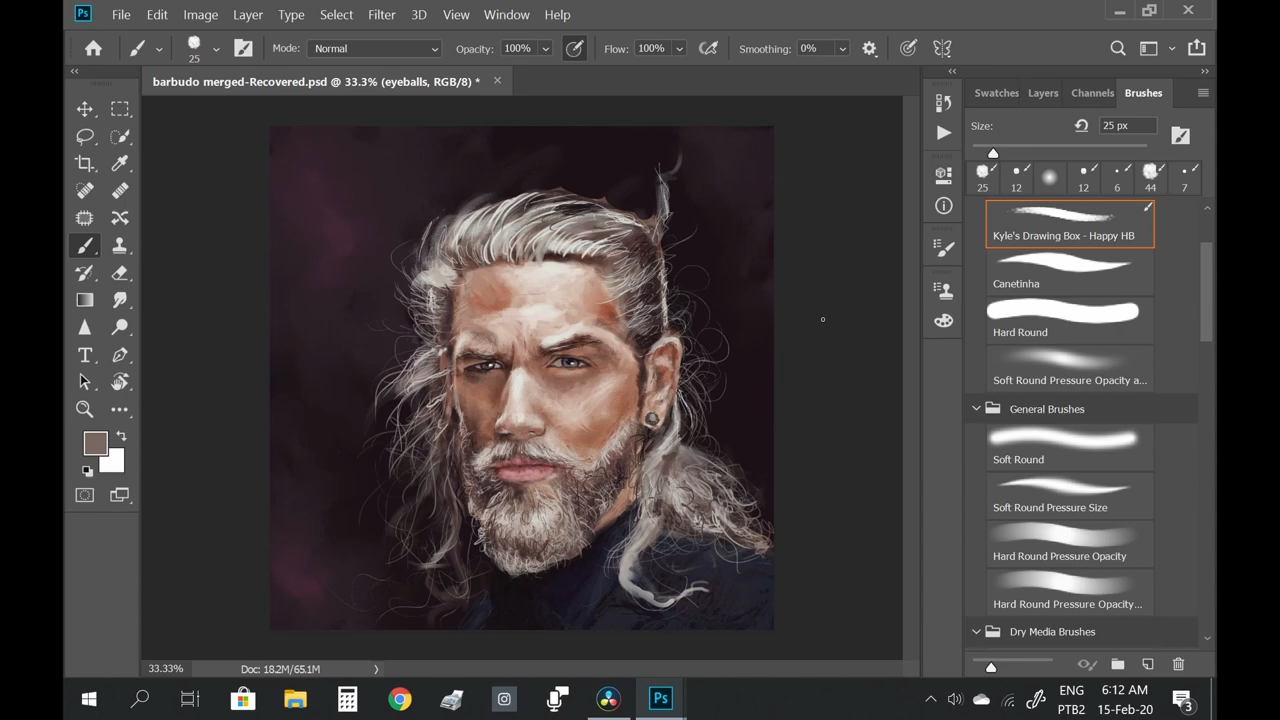 Ps File Edit Image Layer Type Select Filter 3D View Window Help
25 Mode: Normal Opacity: 100% Flow: 100% Smoothing: 0%
barbudo merged-Recovered.psd @ 33.3% (eyeballs, RGB/8) *
Swatches Layers Channels Brushes
Size: 25 px
25 12 12 6 44 7
Kyle's Drawing Box - Happy HB
Canetinha
Hard Round
Soft Round Pressure Opacity a...
General Brushes
Soft Round
Soft Round Pressure Size
Hard Round Pressure Opacity
Hard Round Pressure Opacity...
Dry Media Brushes
33.33% Doc: 18.2M/65.1M
Ps
ENG 6:12 AM
PTB2 15-Feb-20 3